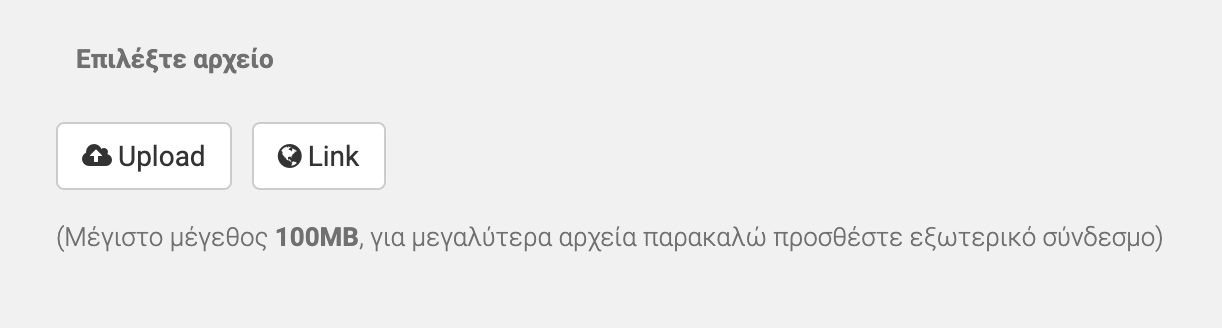 Επιλέξτε αρχείο
Upload Link
(Μέγιστο μέγεθος 100MB, για μεγαλύτερα αρχεία παρακαλώ προσθέστε εξωτερικό σύνδεσμο)